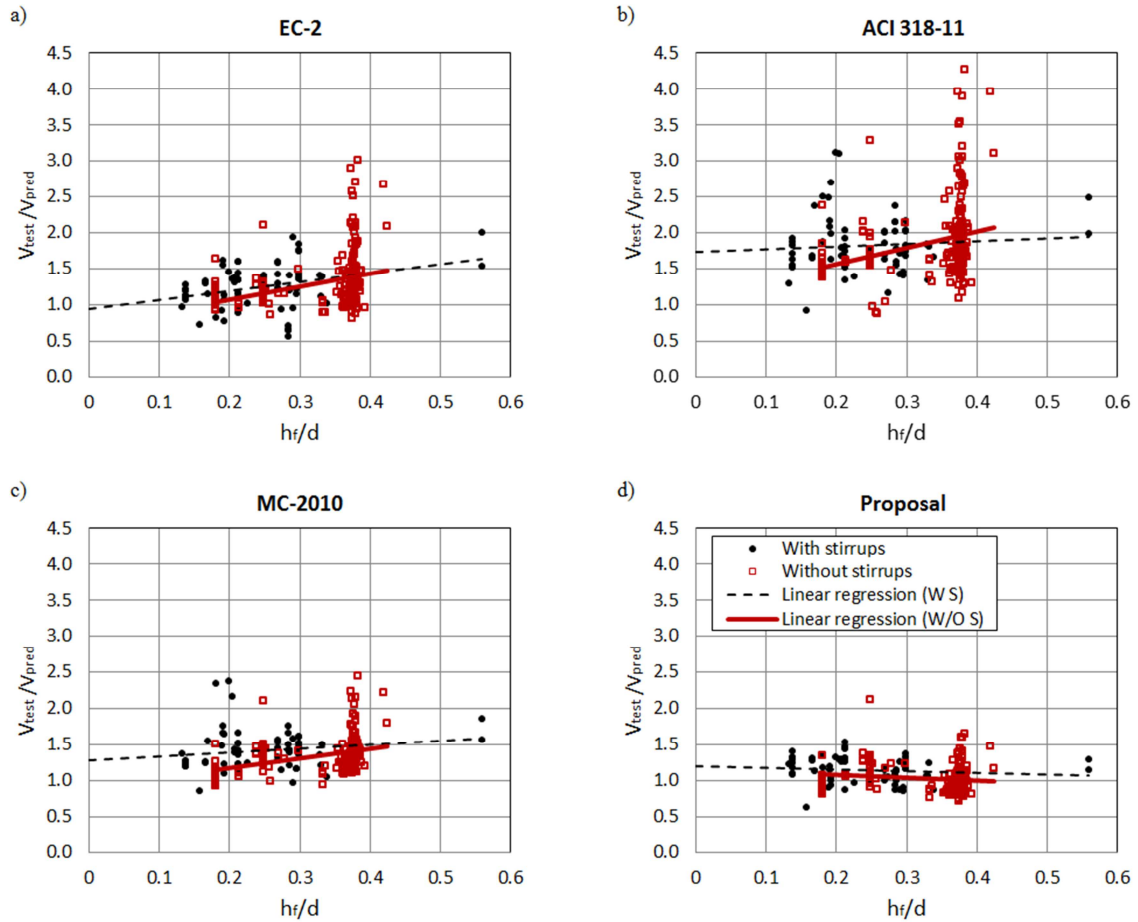 a)
EC-2
4.5
4.0
3.5
3.0
2.5
2.0
1.5
1.0
0.5
0.0
Vtest /Vpred
0 0.1 0.2 0.3 0.4 0.5 0.6
hf/d
b)
ACI 318-11
4.5
4.0
3.5
3.0
2.5
2.0
1.5
1.0
0.5
0.0
Vtest /Vpred
0 0.1 0.2 0.3 0.4 0.5 0.6
hf/d
c)
MC-2010
4.5
4.0
3.5
3.0
2.5
2.0
1.5
1.0
0.5
0.0
Vtest /Vpred
0 0.1 0.2 0.3 0.4 0.5 0.6
hf/d
d)
Proposal
4.5
4.0
3.5
3.0
2.5
2.0
1.5
1.0
0.5
0.0
Vtest /Vpred
With stirrups
Without stirrups
Linear regression (W S)
Linear regression (W/O S)
0 0.1 0.2 0.3 0.4 0.5 0.6
hf/d